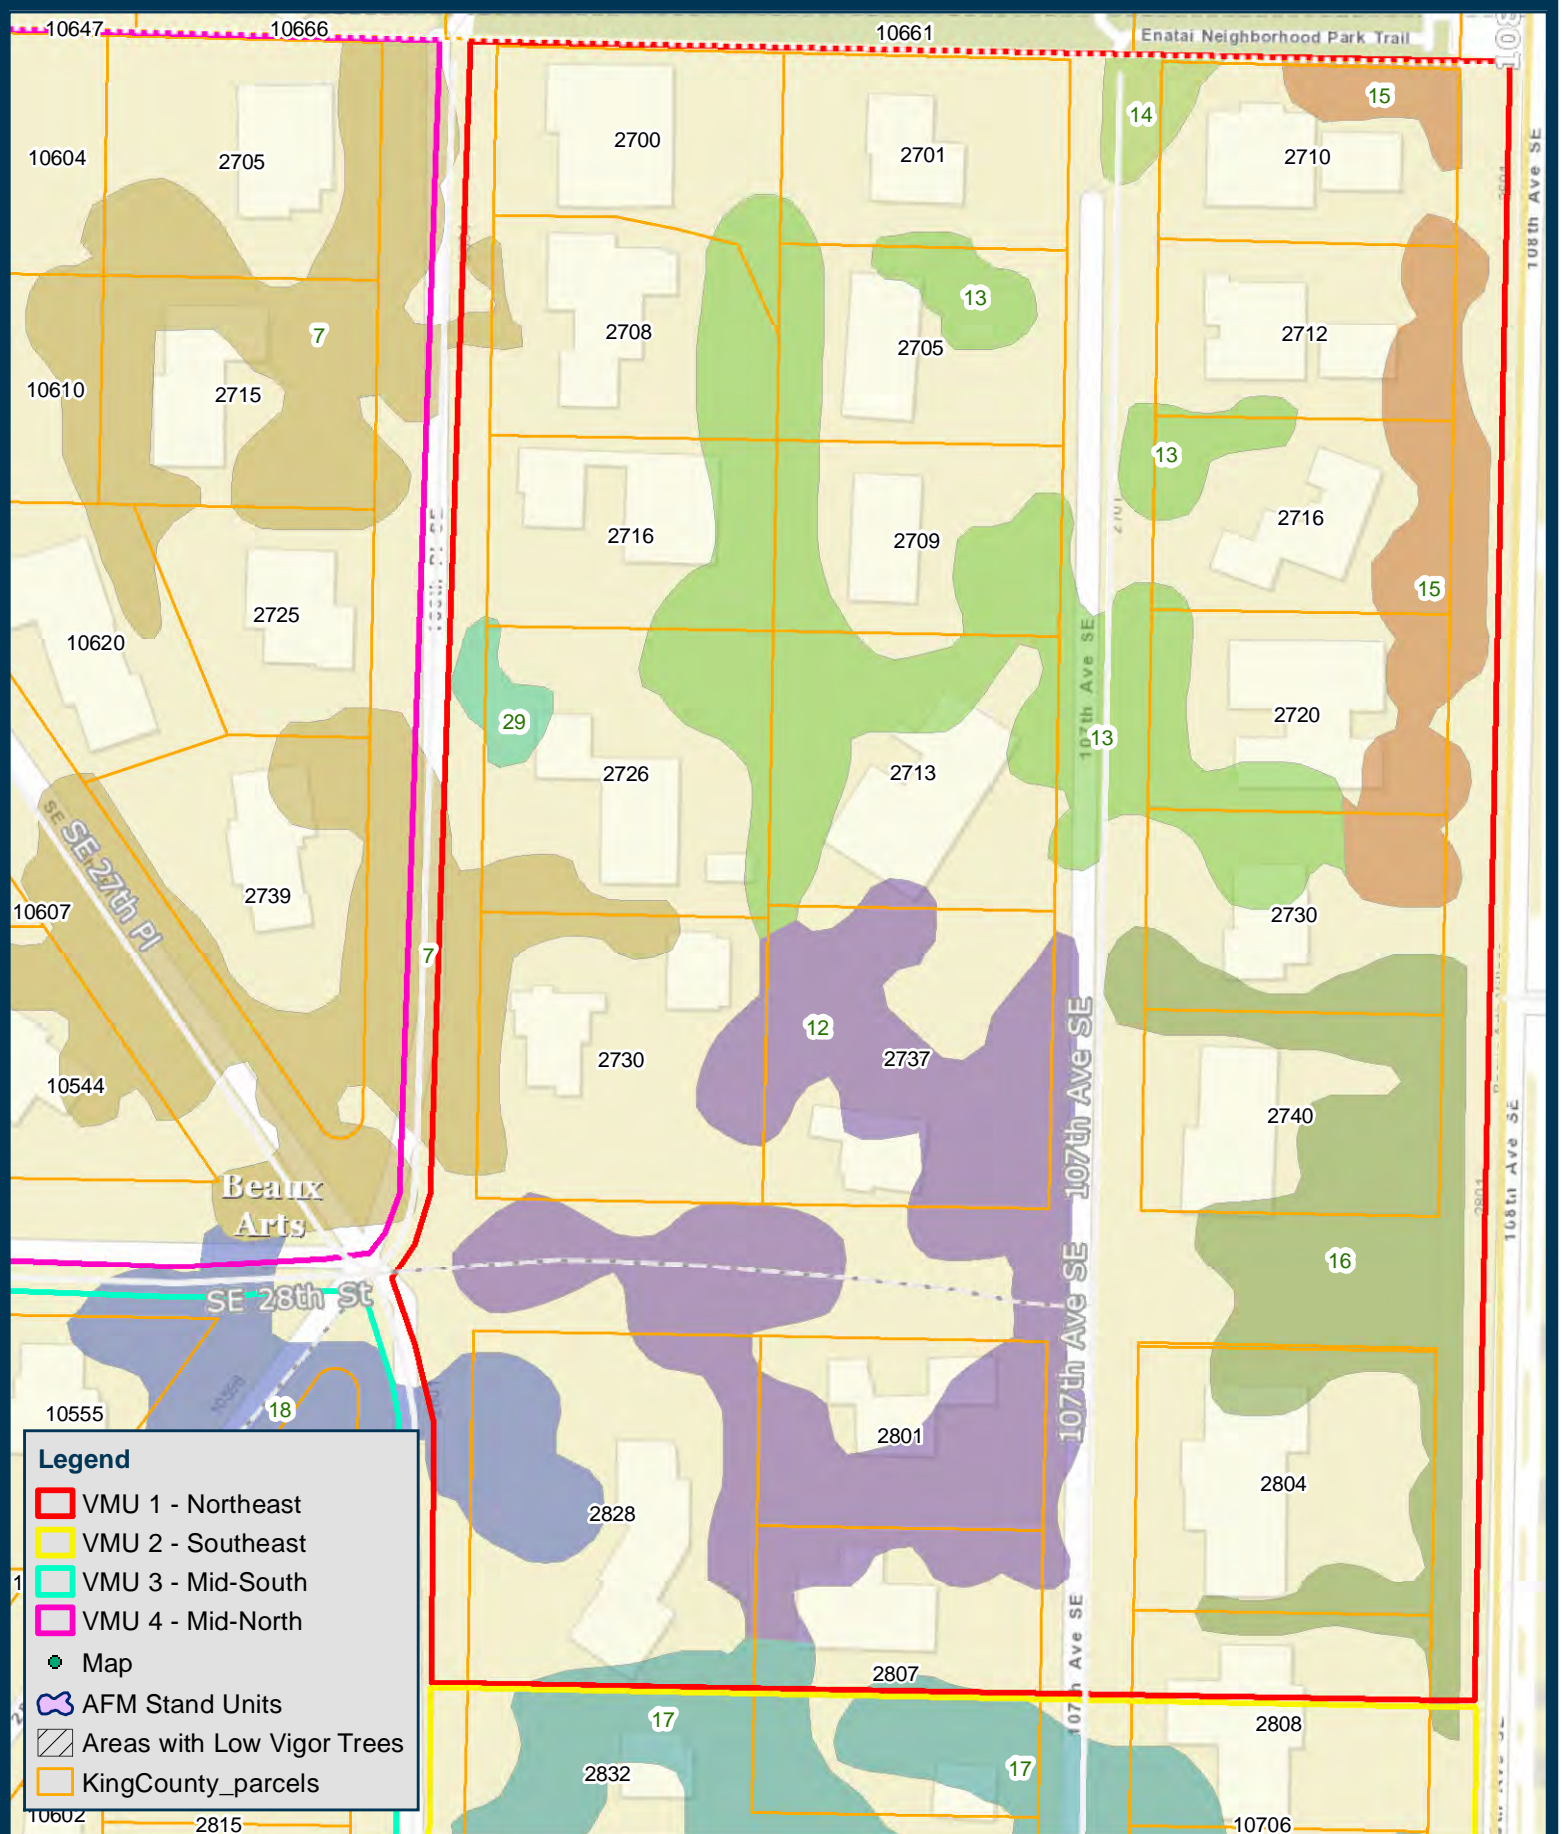 10647
10666
10661
Enatai Neighborhood Park Trail
108
15
14
10604
2705
2700
2701
2710
108th Ave SE
7
2708
13
2705
2712
10610
2715
13
2716
2709
2716
2701
15
10620
2725
29
2726
2713
107th Ave SE
13
2720
SE
SE 27th Pl
10607
2739
7
2730
12
2730
2737
107th Ave SE
10544
2740
108th Ave SE
Beaux
Arts
2801
16
SE 28th St
107th Ave SE
18
10555
2801
2828
2804
107th Ave SE
2807
17
17
2808
2832
10602
2815
10706
Legend
VMU 1 - Northeast
VMU 2 - Southeast
VMU 3 - Mid-South
VMU 4 - Mid-North
Map
AFM Stand Units
Areas with Low Vigor Trees
KingCounty_parcels